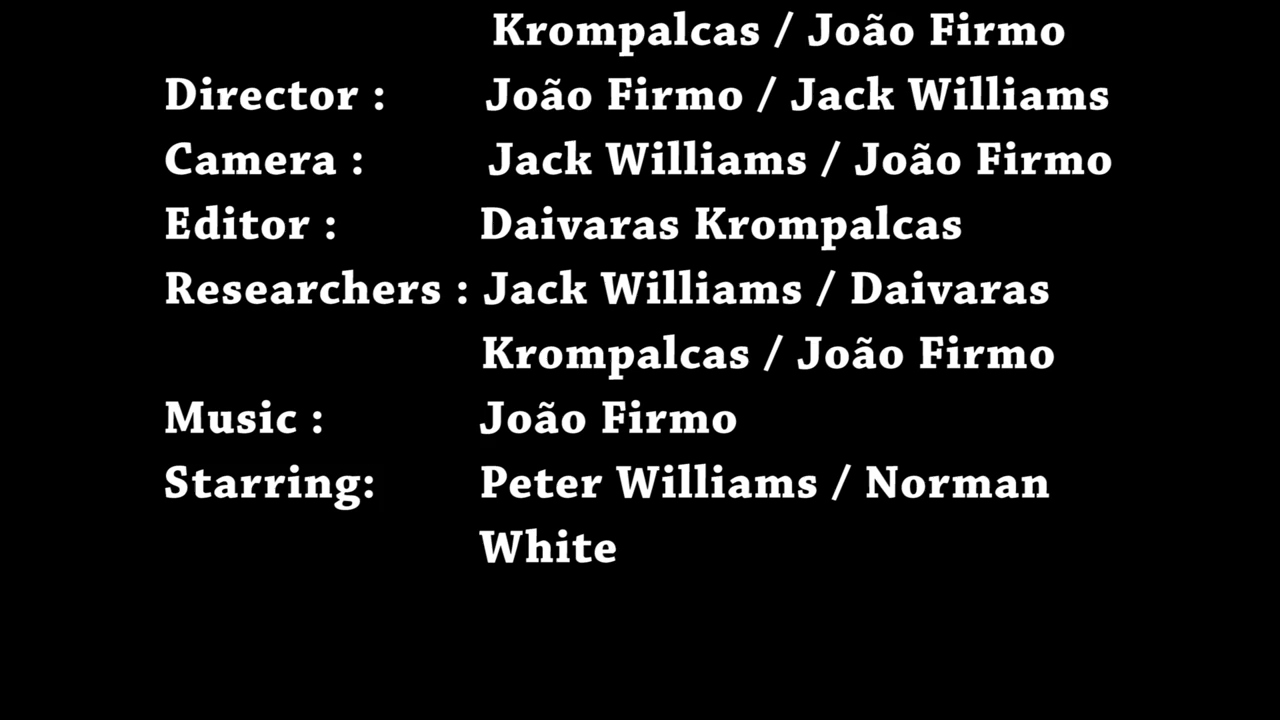 Krompalcas / João Firmo
Director : João Firmo / Jack Williams
Camera : Jack Williams / João Firmo
Editor : Daivaras Krompalcas
Researchers : Jack Williams / Daivaras
Krompalcas / João Firmo
Music : João Firmo
Starring: Peter Williams / Norman
White